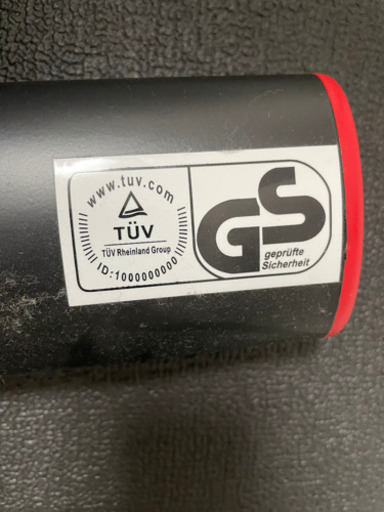 www.tuv.com
TÜV
TÜV Rheinland Group
ID:1000000000
GS
geprüfte
Sicherheit